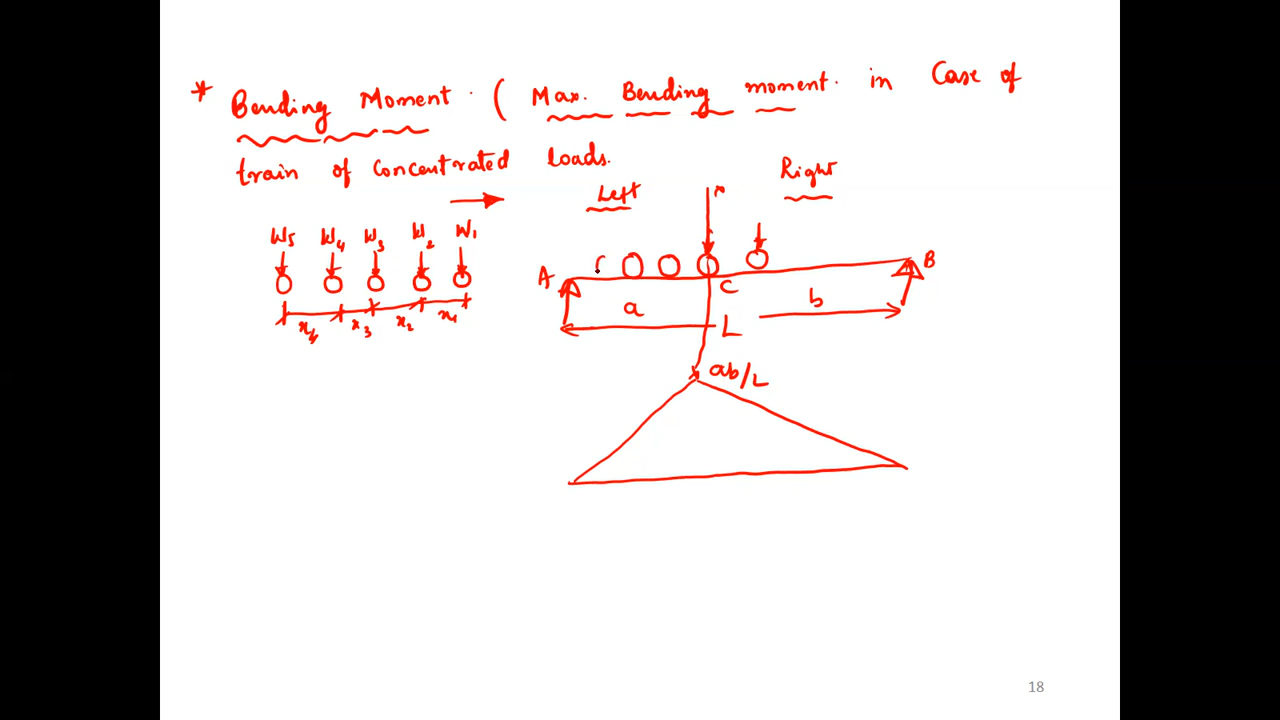 * Bending Moment. ( Max. Bending moment. in Case of
train of concentrated loads.
Left
Right
W5 W4 W3 W2 W1
A
B
C
a
b
L
x4 x3 x2 x1
ab/L
18